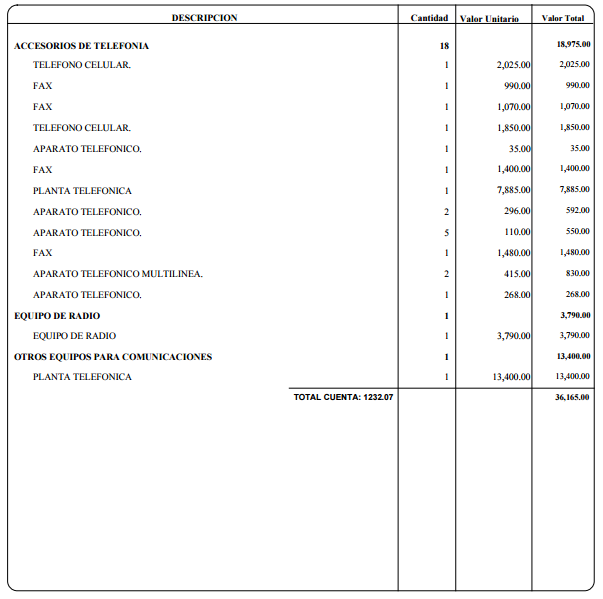 DESCRIPCION Cantidad Valor Unitario Valor Total
ACCESORIOS DE TELEFONIA 18 18,975.00
TELEFONO CELULAR. 1 2,025.00 2,025.00
FAX 1 990.00 990.00
FAX 1 1,070.00 1,070.00
TELEFONO CELULAR. 1 1,850.00 1,850.00
APARATO TELEFONICO. 1 35.00 35.00
FAX 1 1,400.00 1,400.00
PLANTA TELEFONICA 1 7,885.00 7,885.00
APARATO TELEFONICO. 2 296.00 592.00
APARATO TELEFONICO. 5 110.00 550.00
FAX 1 1,480.00 1,480.00
APARATO TELEFONICO MULTILINEA. 2 415.00 830.00
APARATO TELEFONICO. 1 268.00 268.00
EQUIPO DE RADIO 1 3,790.00
EQUIPO DE RADIO 1 3,790.00 3,790.00
OTROS EQUIPOS PARA COMUNICACIONES 1 13,400.00
PLANTA TELEFONICA 1 13,400.00 13,400.00
TOTAL CUENTA: 1232.07 36,165.00